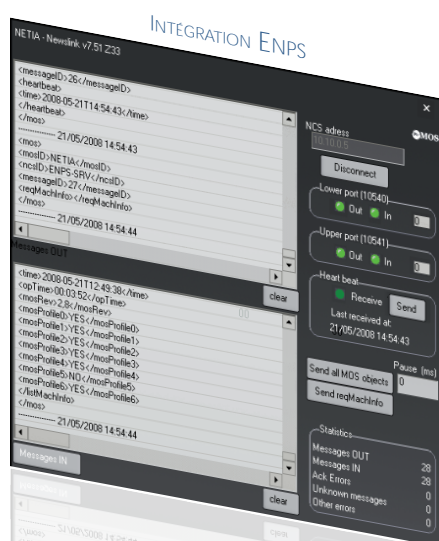 INTÉGRATION ENPS
NETIA - Newslink v7.51 Z33
<messageID>26</messageID>
<heartbeat>
<time>2008-05-21T14:54:43</time>
</heartbeat>
</mos>
-------------- 21/05/2008 14:54:43
<mos>
<mosID>NETIA</mosID>
<ncsID>ENPS-SRV</ncsID>
<messageID>27</messageID>
<reqMachInfo></reqMachInfo>
</mos>
-------------- 21/05/2008 14:54:44
Messages OUT
clear
<time>2008-05-21T12:49:38</time>
<opTime>00:03:52</opTime>
<mosRev>2.8</mosRev>
<mosProfile0>YES</mosProfile0>
<mosProfile1>YES</mosProfile1>
<mosProfile2>YES</mosProfile2>
<mosProfile3>YES</mosProfile3>
<mosProfile4>YES</mosProfile4>
<mosProfile5>NO</mosProfile5>
<mosProfile6>YES</mosProfile6>
</listMachInfo>
</mos>
-------------- 21/05/2008 14:54:44
Messages IN
clear
NCS adress
MOS
10.10.0.5
Disconnect
Lower port (10540)
Out In 0
Upper port (10541)
Out In 0
Heart beat
Receive Send
Last received at:
21/05/2008 14:54:43
Pause (ms)
Send all MOS objects 0
Send reqMachInfo
Statistics
Messages OUT 28
Messages IN 28
Ack Errors 0
Unknown messages 0
Other errors 0